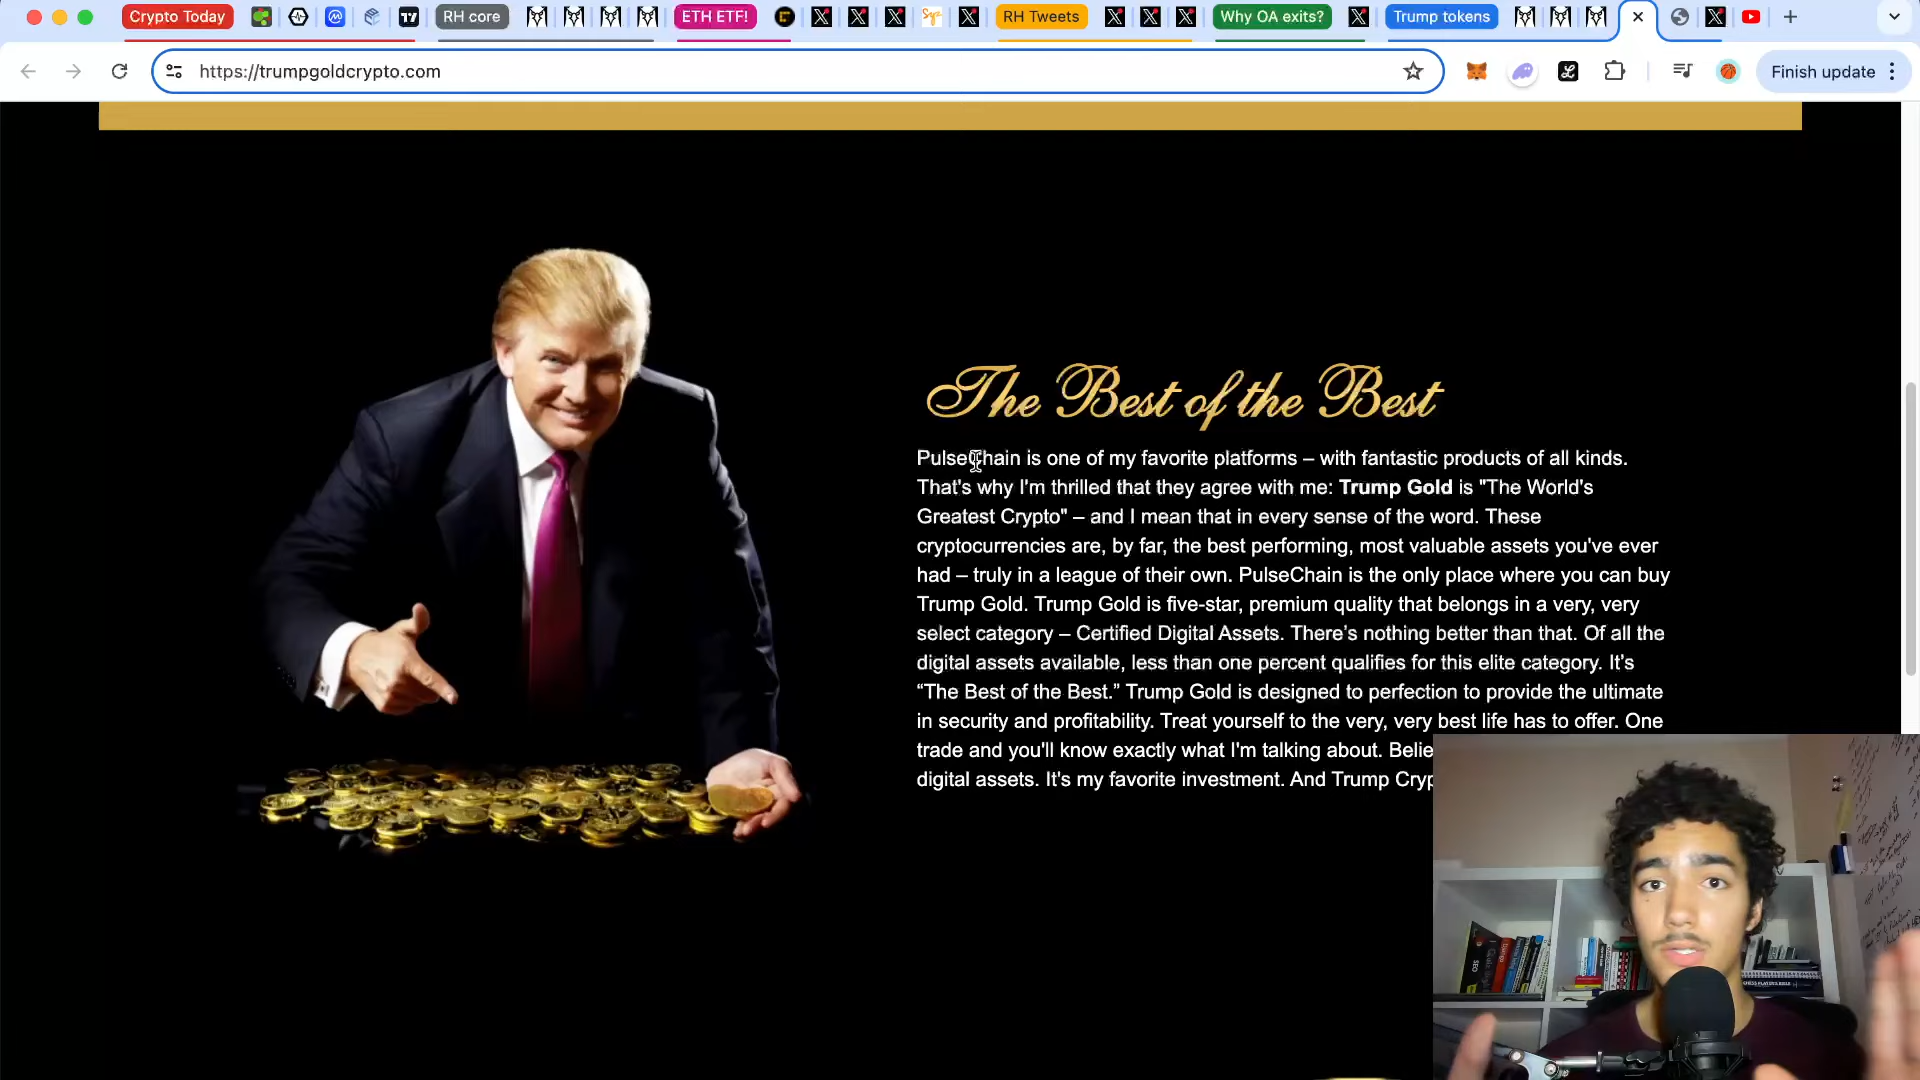 Crypto Today
RH core
ETH ETF!
RH Tweets
Why OA exits?
Trump tokens
https://trumpgoldcrypto.com
Finish update
The Best of the Best
PulseChain is one of my favorite platforms – with fantastic products of all kinds.
That's why I'm thrilled that they agree with me: Trump Gold is "The World's
Greatest Crypto" – and I mean that in every sense of the word. These
cryptocurrencies are, by far, the best performing, most valuable assets you've ever
had – truly in a league of their own. PulseChain is the only place where you can buy
Trump Gold. Trump Gold is five-star, premium quality that belongs in a very, very
select category – Certified Digital Assets. There’s nothing better than that. Of all the
digital assets available, less than one percent qualifies for this elite category. It’s
“The Best of the Best.” Trump Gold is designed to perfection to provide the ultimate
in security and profitability. Treat yourself to the very, very best life has to offer. One
trade and you'll know exactly what I'm talking about. Belie
digital assets. It's my favorite investment. And Trump Cryp
SEO